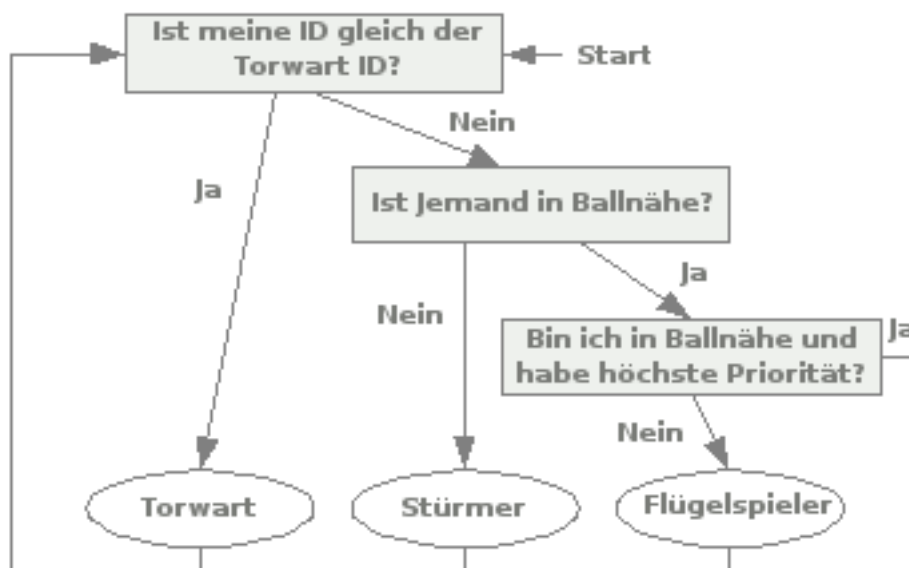 Ist meine ID gleich der
Torwart ID?
Start
Nein
Ja
Ist Jemand in Ballnähe?
Ja
Nein
Bin ich in Ballnähe und
habe höchste Priorität?
Ja
Nein
Torwart
Stürmer
Flügelspieler